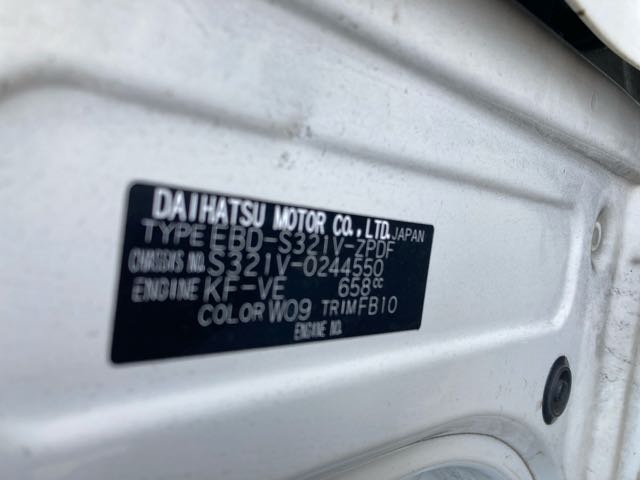 DAIHATSU MOTOR CO., LTD. JAPAN
TYPE EBD-S321V-ZPDF
CHASSIS NO. S321V-0244550
ENGINE KF-VE 658cc
COLOR W09 TRIM FB10
ENGINE NO.